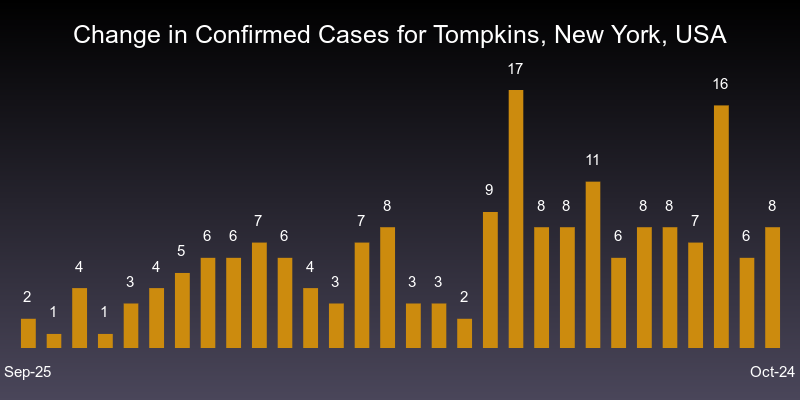 Change in Confirmed Cases for Tompkins, New York, USA
2 1 4 1 3 4 5 6 6 7 6 4 3 7 8 3 3 2 9 17 8 8 11 6 8 8 7 16 6 8
Sep-25 Oct-24